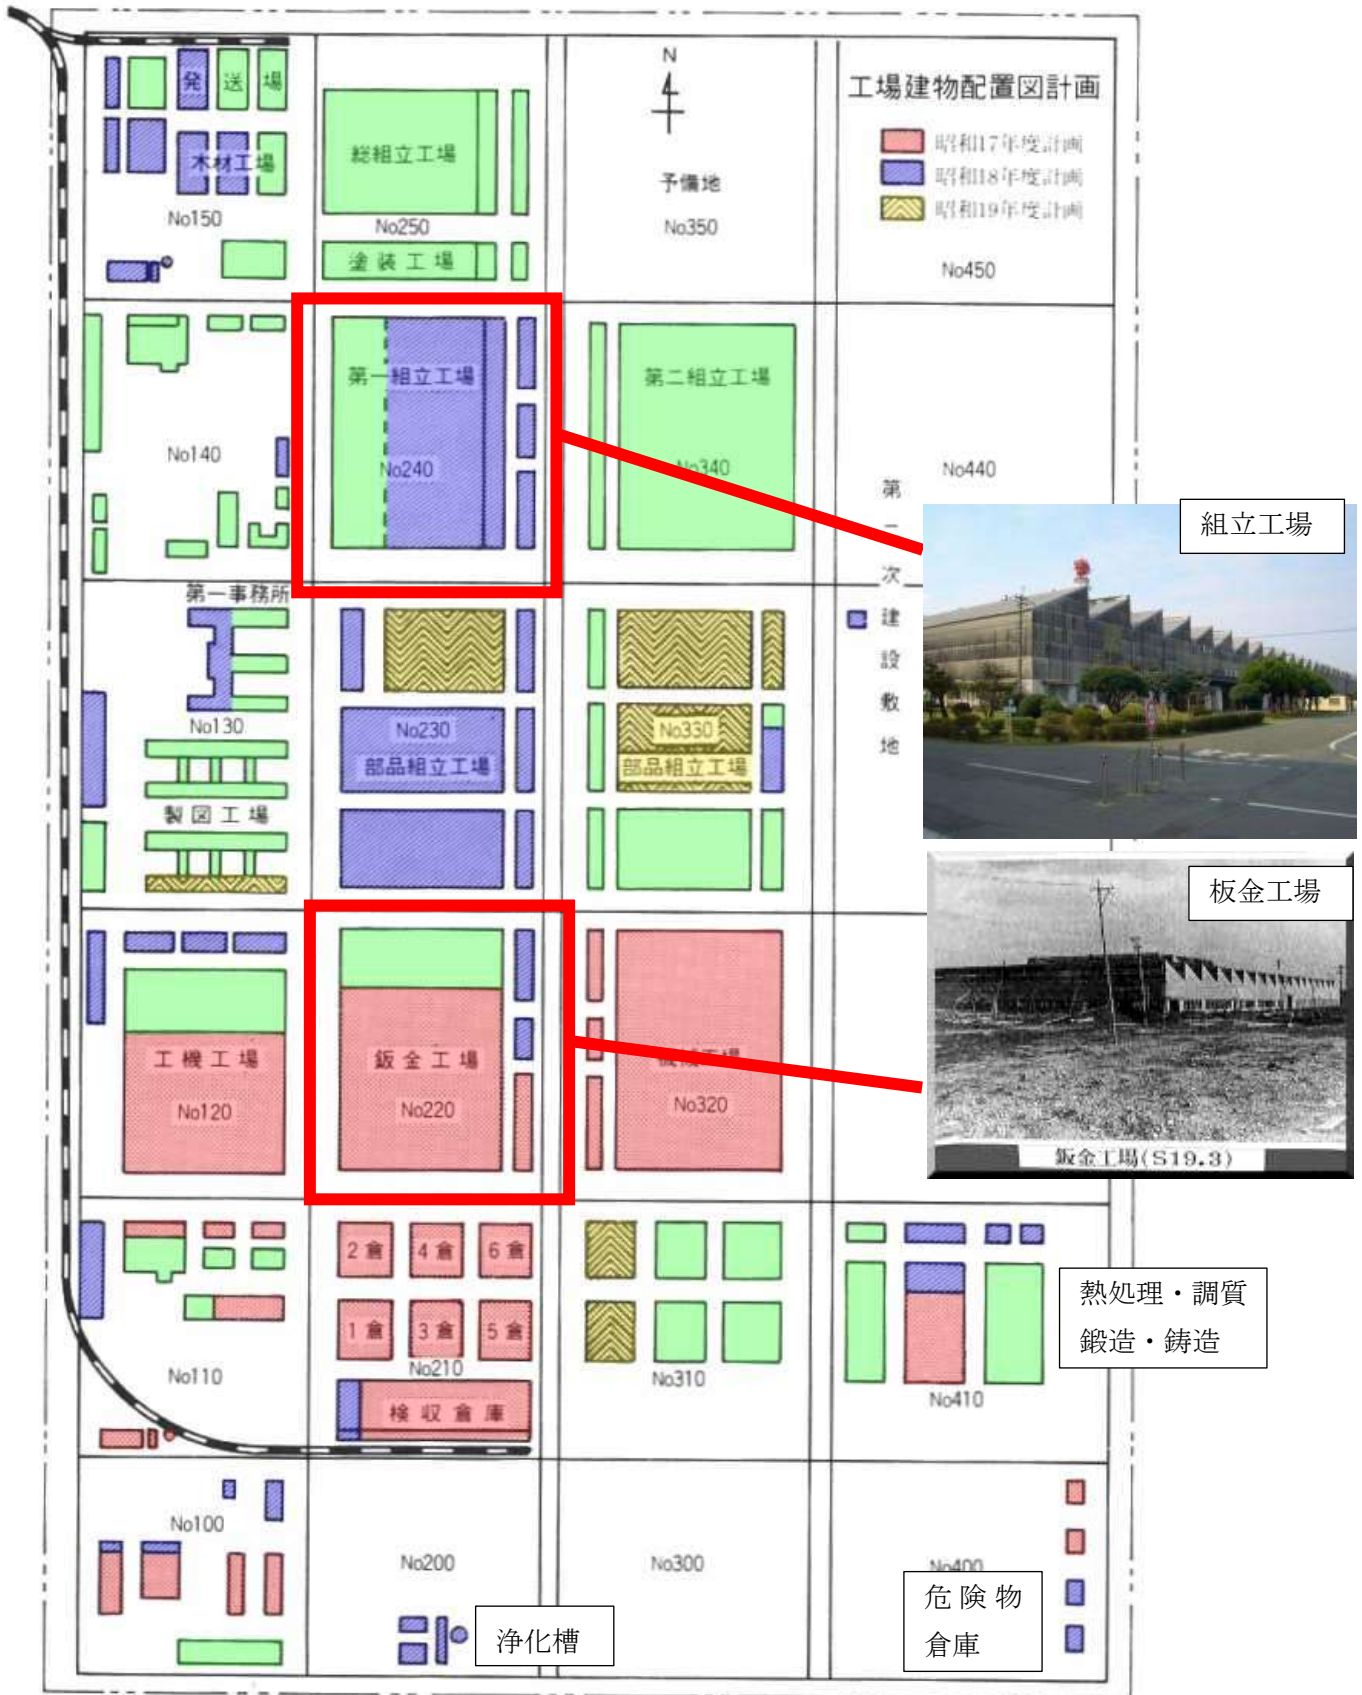 N
工場建物配置図計画
昭和17年度計画
昭和18年度計画
昭和19年度計画
発送場
木材工場
No150
総組立工場
No250
塗装工場
予備地
No350
No450
No140
第一組立工場
No240
第二組立工場
No340
No440
第二次建設敷地
組立工場
第一事務所
No130
製図工場
No230
部品組立工場
No330
部品組立工場
板金工場
鈑金工場(S19.3)
工機工場
No120
鈑金工場
No220
機械工場
No320
2倉
4倉
6倉
1倉
3倉
5倉
No210
検収倉庫
No110
No310
No410
熱処理・調質
鍛造・鋳造
No100
No200
浄化槽
No300
No400
危険物
倉庫